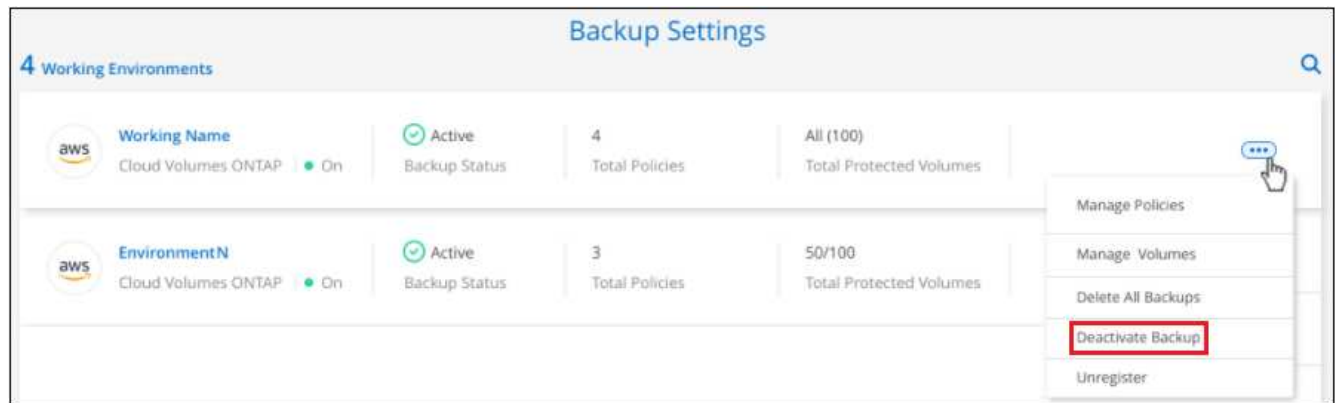 Backup Settings
4 Working Environments
aws
Working Name
Cloud Volumes ONTAP
On
Active
Backup Status
4
Total Policies
All (100)
Total Protected Volumes
aws
EnvironmentN
Cloud Volumes ONTAP
On
Active
Backup Status
3
Total Policies
50/100
Total Protected Volumes
Manage Policies
Manage Volumes
Delete All Backups
Deactivate Backup
Unregister